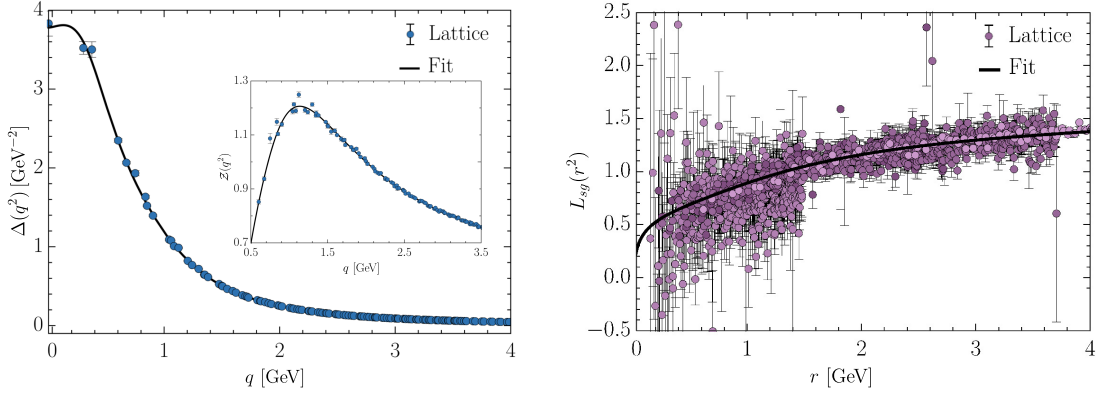 4
3
2
1
0
Δ(q²) [GeV⁻²]
0 1 2 3 4
q [GeV]
Lattice
Fit
1.3
1.1
0.9
0.7
𝒵(q²)
0.5 1.5 2.5 3.5
q [GeV]
2.5
2.0
1.5
1.0
0.5
0.0
−0.5
L_sg(r²)
0 1 2 3 4
r [GeV]
Lattice
Fit